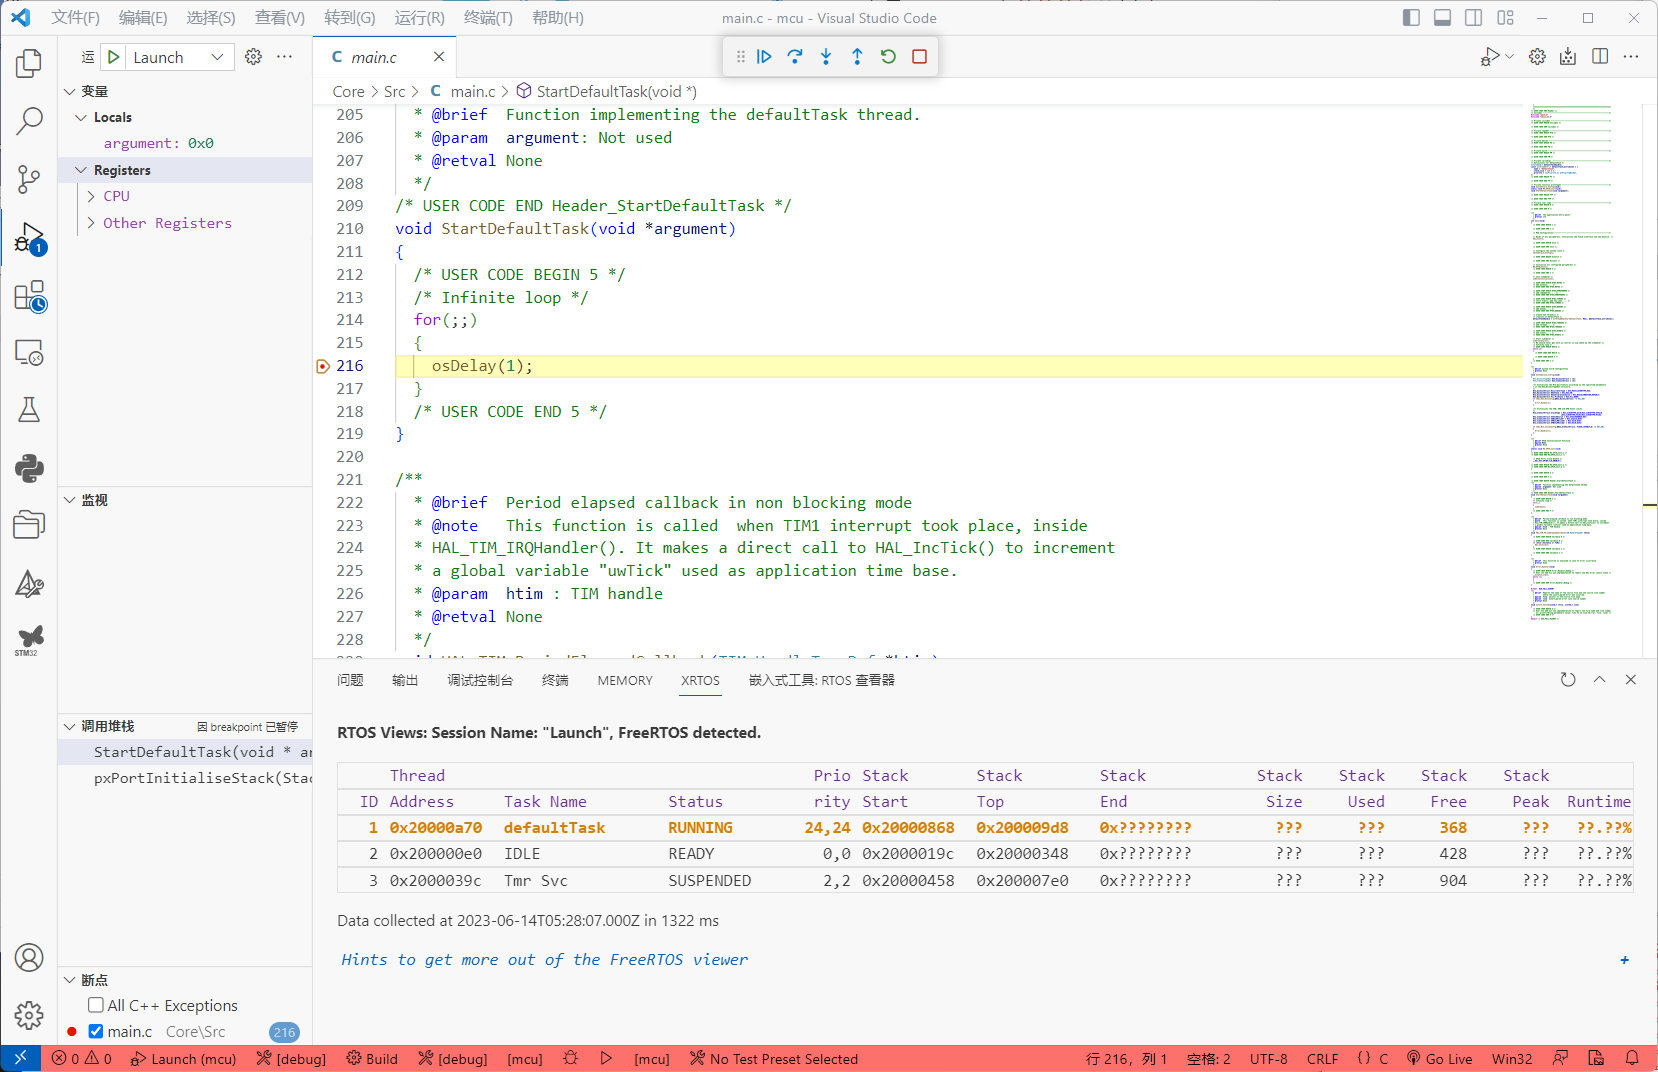 文件(F) 编辑(E) 选择(S) 查看(V) 转到(G) 运行(R) 终端(T) 帮助(H)
main.c - mcu - Visual Studio Code
运 Launch
C main.c
变量
Core > Src > C main.c > StartDefaultTask(void *)
Locals
argument: 0x0
Registers
CPU
Other Registers
205 * @brief Function implementing the defaultTask thread.
206 * @param argument: Not used
207 * @retval None
208 */
209 /* USER CODE END Header_StartDefaultTask */
210 void StartDefaultTask(void *argument)
211 {
212 /* USER CODE BEGIN 5 */
213 /* Infinite loop */
214 for(;;)
215 {
216 osDelay(1);
217 }
218 /* USER CODE END 5 */
219 }
220
221 /**
222 * @brief Period elapsed callback in non blocking mode
223 * @note This function is called when TIM1 interrupt took place, inside
224 * HAL_TIM_IRQHandler(). It makes a direct call to HAL_IncTick() to increment
225 * a global variable "uwTick" used as application time base.
226 * @param htim : TIM handle
227 * @retval None
228 */
1
STM32
监视
调用堆栈 因 breakpoint 已暂停
StartDefaultTask(void * ar
pxPortInitialiseStack(Stac
断点
All C++ Exceptions
main.c Core\Src 216
问题 输出 调试控制台 终端 MEMORY XRTOS 嵌入式工具: RTOS 查看器
RTOS Views: Session Name: "Launch", FreeRTOS detected.
Thread Prio Stack Stack Stack Stack Stack Stack Stack
ID Address Task Name Status rity Start Top End Size Used Free Peak Runtime
1 0x20000a70 defaultTask RUNNING 24,24 0x20000868 0x200009d8 0x???????? ??? ??? 368 ??? ??.??%
2 0x200000e0 IDLE READY 0,0 0x2000019c 0x20000348 0x???????? ??? ??? 428 ??? ??.??%
3 0x2000039c Tmr Svc SUSPENDED 2,2 0x20000458 0x200007e0 0x???????? ??? ??? 904 ??? ??.??%
Data collected at 2023-06-14T05:28:07.000Z in 1322 ms
Hints to get more out of the FreeRTOS viewer +
0 0 Launch (mcu) [debug] Build [debug] [mcu] [mcu] No Test Preset Selected 行 216，列 1 空格: 2 UTF-8 CRLF {} C Go Live Win32